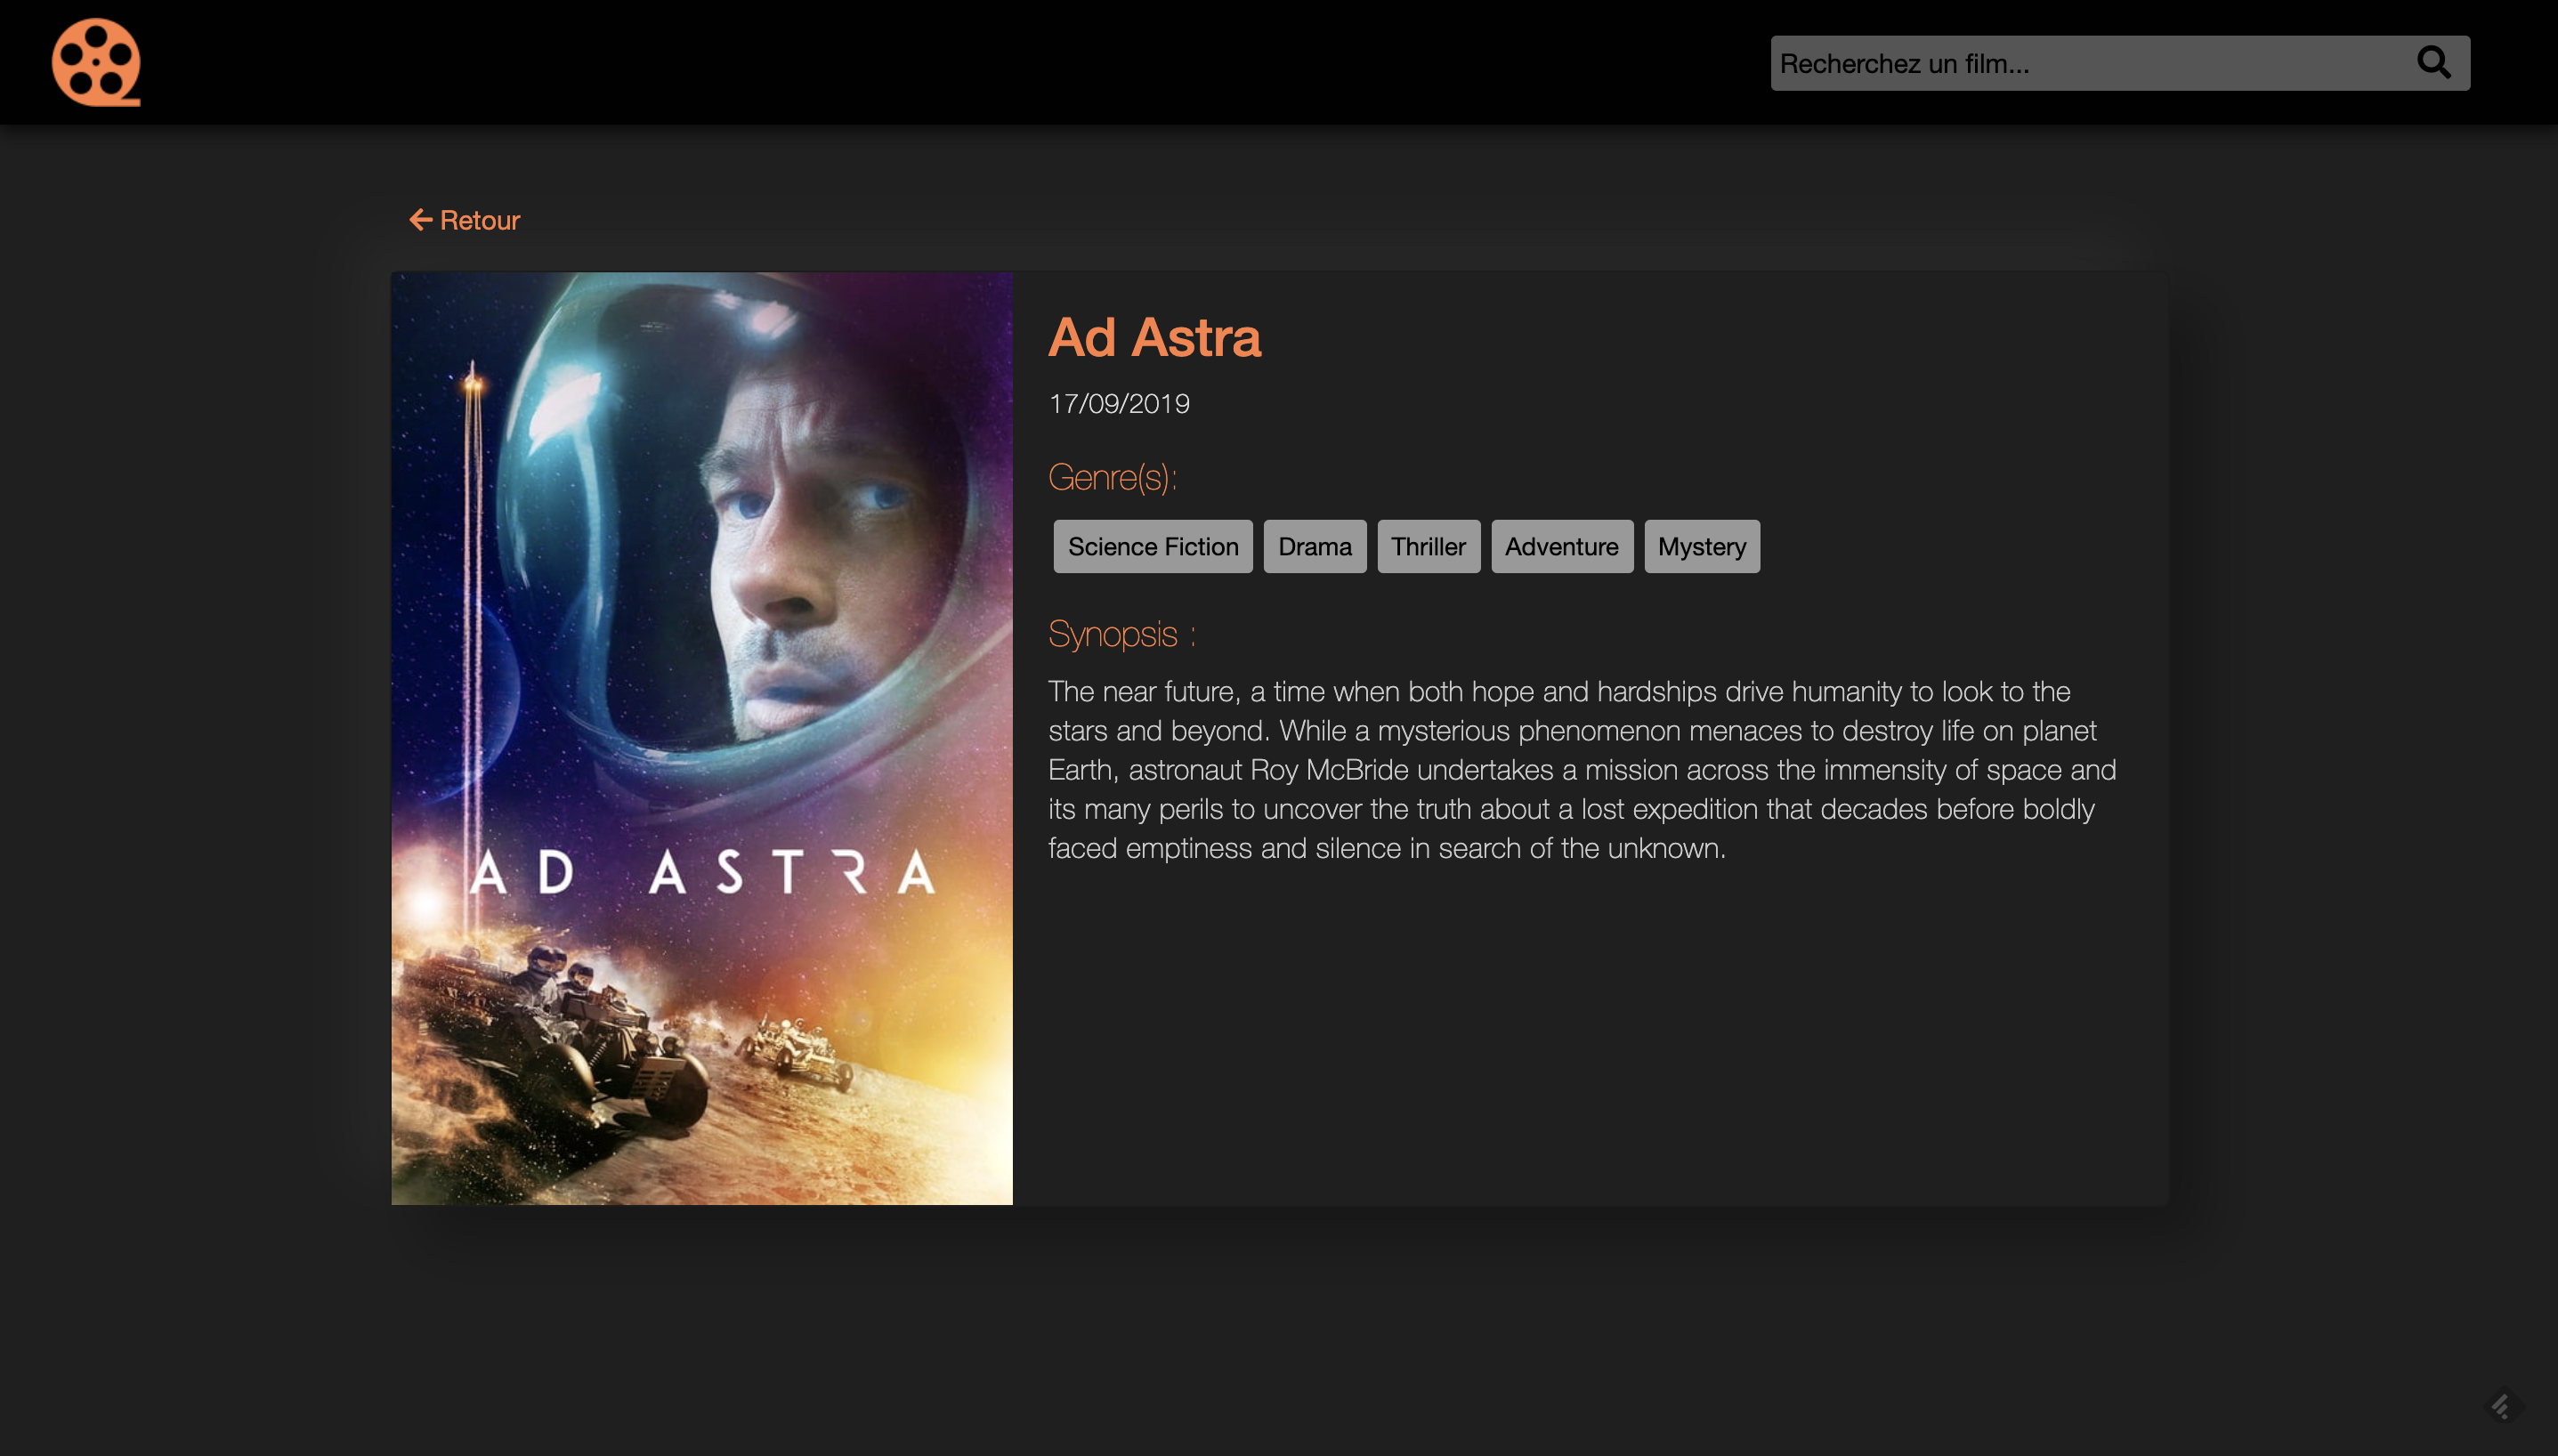 Recherchez un film...
Retour
Ad Astra
17/09/2019
Genre(s):
Science Fiction Drama Thriller Adventure Mystery
Synopsis :
The near future, a time when both hope and hardships drive humanity to look to the
stars and beyond. While a mysterious phenomenon menaces to destroy life on planet
Earth, astronaut Roy McBride undertakes a mission across the immensity of space and
its many perils to uncover the truth about a lost expedition that decades before boldly
faced emptiness and silence in search of the unknown.
AD ASTRA